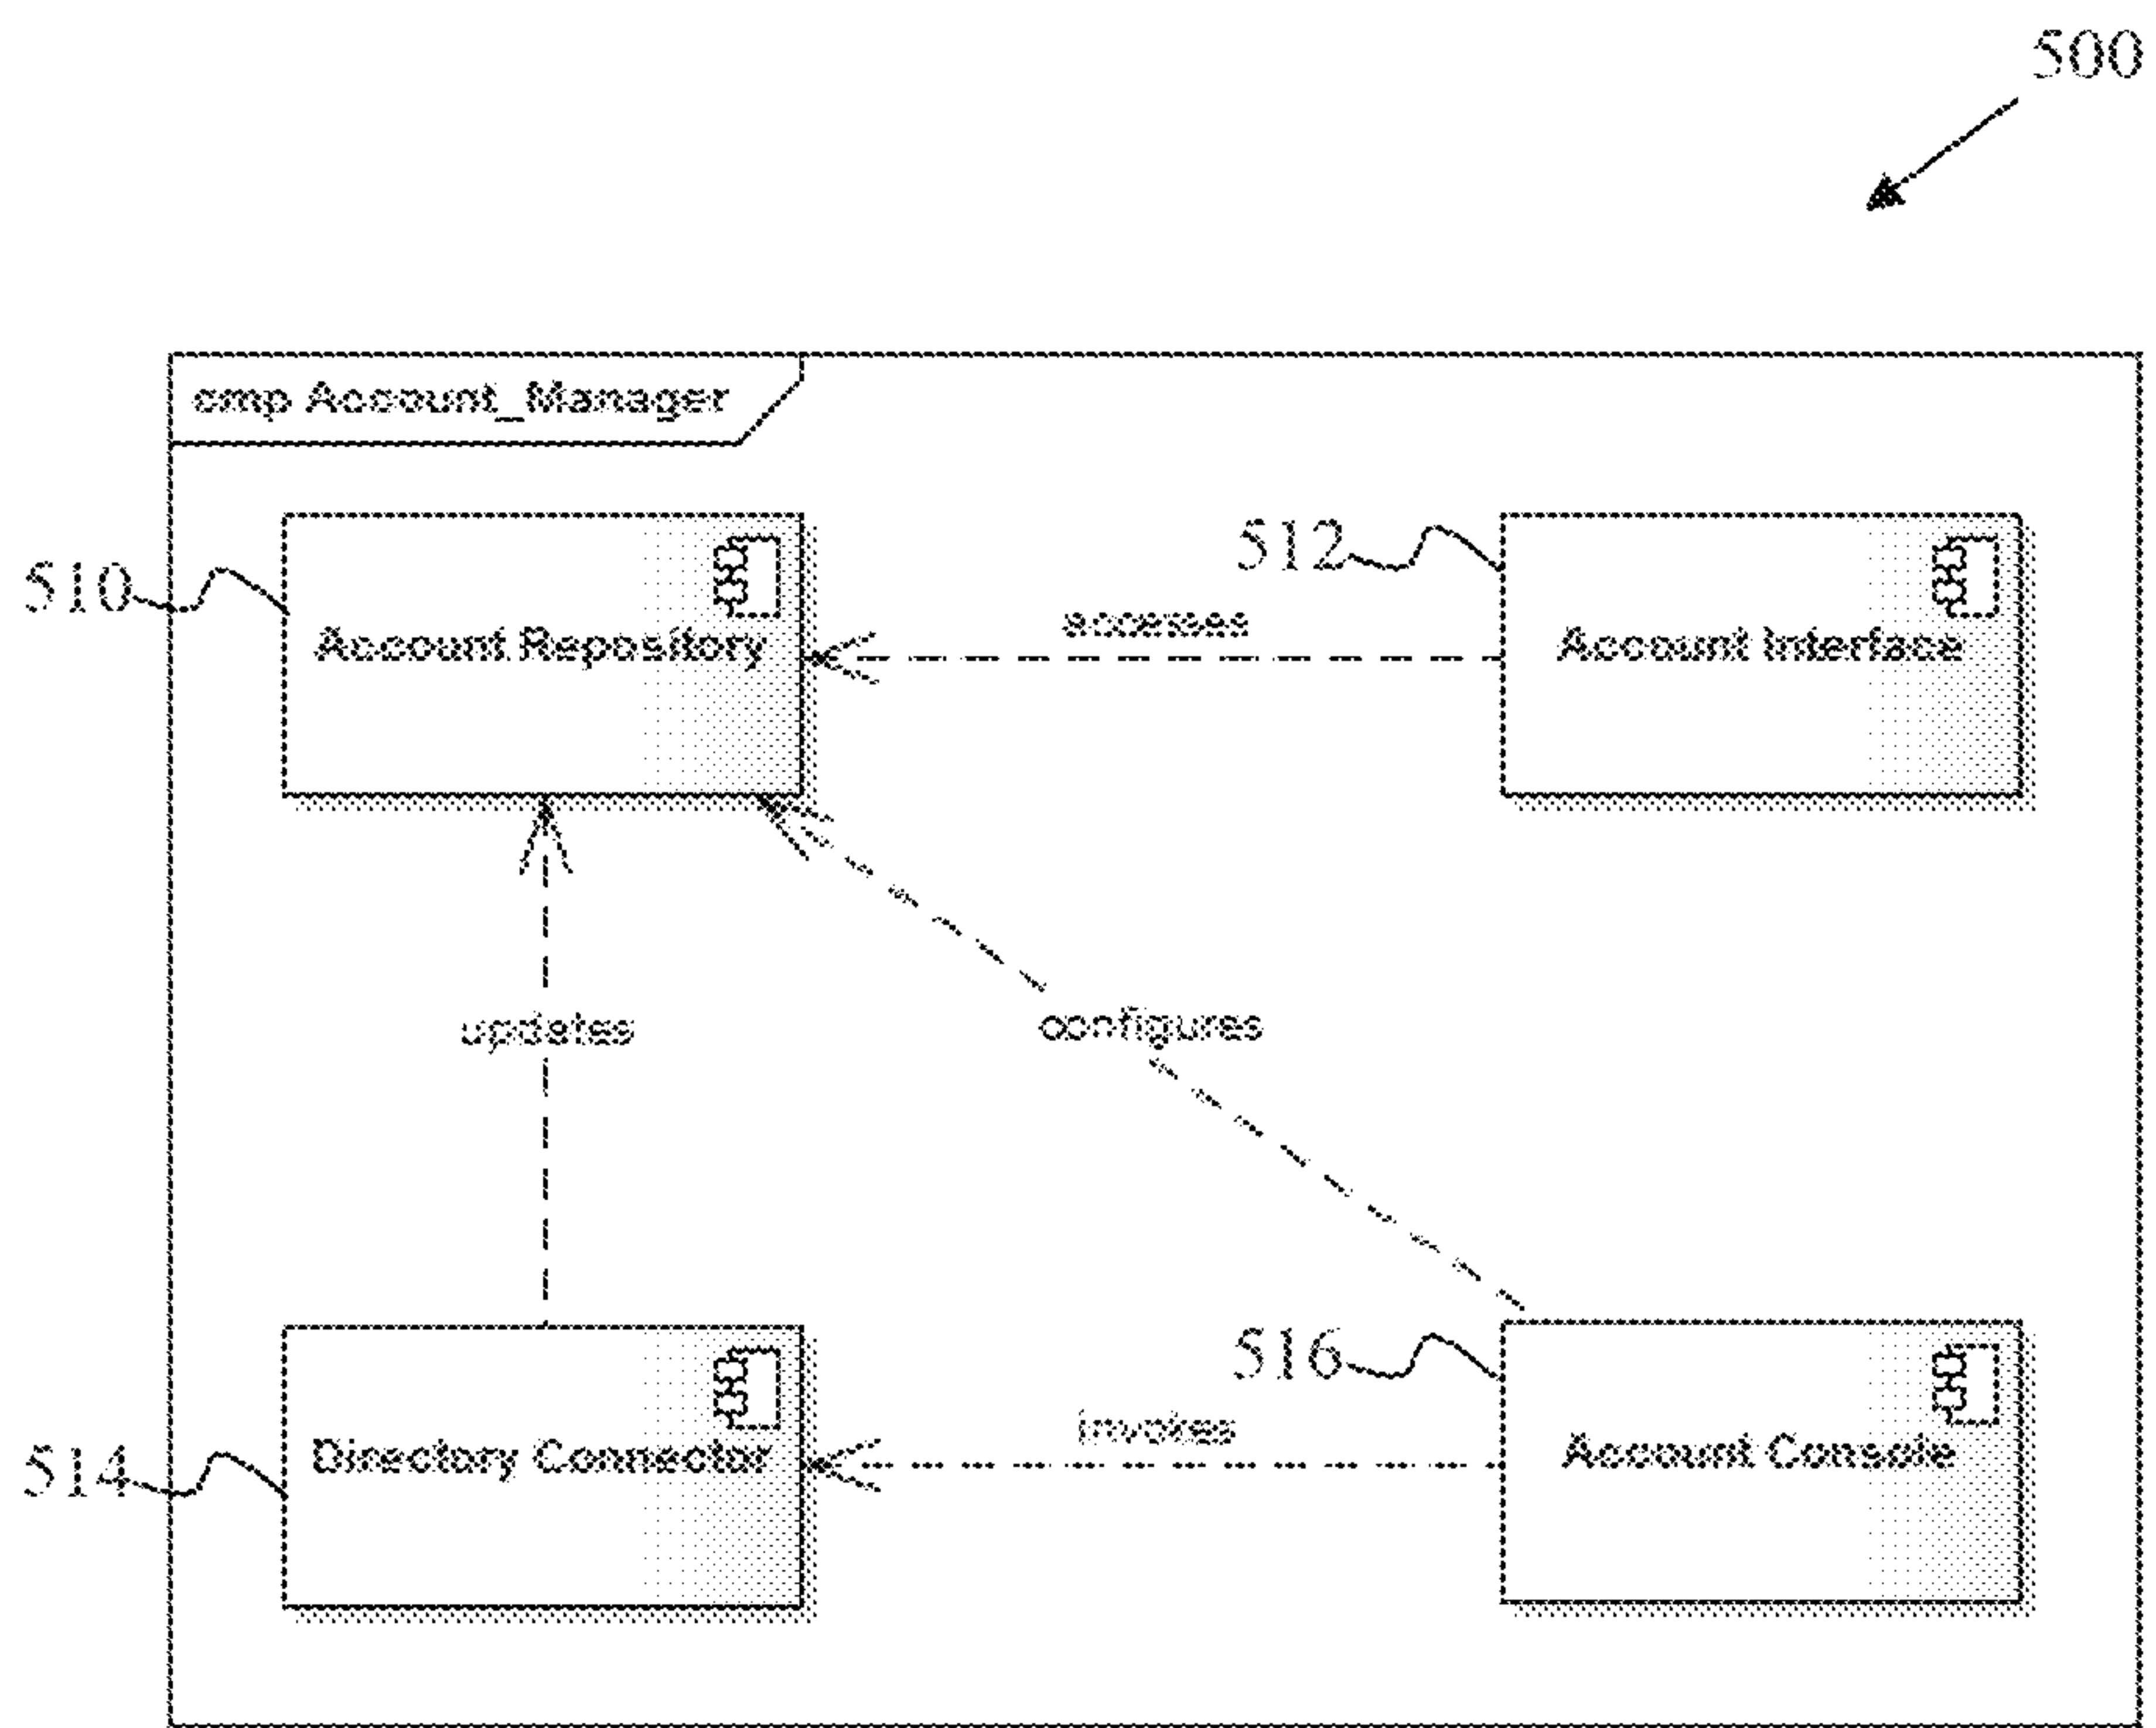 500
cmp Account_Manager
510
Account Repository
512
accesses
Account Interface
updates
configures
514
Directory Connector
516
invokes
Account Console